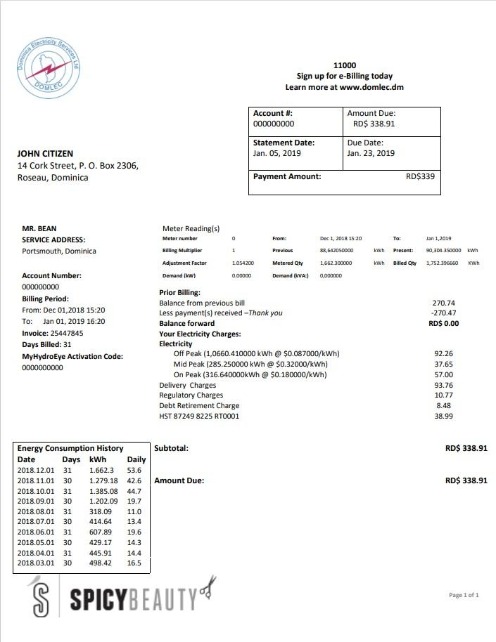 Dominica Electricity Services Ltd
DOMLEC
11000
Sign up for e-Billing today
Learn more at www.domlec.dm
Account #:
000000000
Amount Due:
RD$ 338.91
Statement Date:
Jan. 05, 2019
Due Date:
Jan. 23, 2019
Payment Amount: RD$339
JOHN CITIZEN
14 Cork Street, P. O. Box 2306,
Roseau, Dominica
MR. BEAN
SERVICE ADDRESS:
Portsmouth, Dominica
Account Number:
000000000
Billing Period:
From: Dec 01,2018 15:20
To: Jan 01, 2019 16:20
Invoice: 25447845
Days Billed: 31
MyHydroEye Activation Code:
0000000000
Meter Reading(s)
Meter number 0 From: Dec 1, 2018 15:20 To: Jan 1,2019
Billing Multiplier 1 Previous 88,642050000 kWh Present: 90,304.350000 kWh
Adjustment Factor 1.054200 Metered Qty 1,662.300000 kWh Billed Qty 1,752.396660 kWh
Demand (kW) 0.00000 Demand (kVA:) 0,000000
Prior Billing:
Balance from previous bill 270.74
Less payment(s) received –Thank you -270.47
Balance forward RD$ 0.00
Your Electricity Charges:
Electricity
Off Peak (1,0660.410000 kWh @ $0.087000/kWh) 92.26
Mid Peak (285.250000 kWh @ $0.32000/kWh) 37.65
On Peak (316.640000kWh @ $0.180000/kWh) 57.00
Delivery Charges 93.76
Regulatory Charges 10.77
Debt Retirement Charge 8.48
HST 87249 8225 RT0001 38.99
Energy Consumption History
Date Days kWh Daily
2018.12.01 31 1.662.3 53.6
2018.11.01 30 1.279.18 42.6
2018.10.01 31 1.385.08 44.7
2018.09.01 30 1.202.09 19.7
2018.08.01 31 318.09 11.0
2018.07.01 30 414.64 13.4
2018.06.01 31 607.89 19.6
2018.05.01 30 429.17 14.3
2018.04.01 31 445.91 14.4
2018.03.01 30 498.42 16.5
Subtotal: RD$ 338.91
Amount Due: RD$ 338.91
SPICYBEAUTY
Page 1 of 1